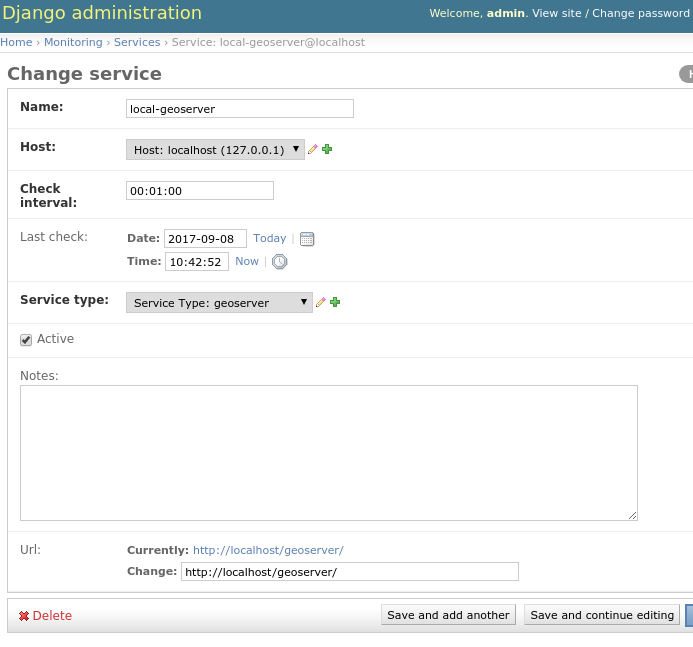 Django administration
Welcome, admin. View site / Change password
Home › Monitoring › Services › Service: local-geoserver@localhost
Change service
H
Name: local-geoserver
Host: Host: localhost (127.0.0.1)
Check interval: 00:01:00
Last check: Date: 2017-09-08 Today |
Time: 10:42:52 Now |
Service type: Service Type: geoserver
Active
Notes:
Url: Currently: http://localhost/geoserver/
Change: http://localhost/geoserver/
Delete Save and add another Save and continue editing